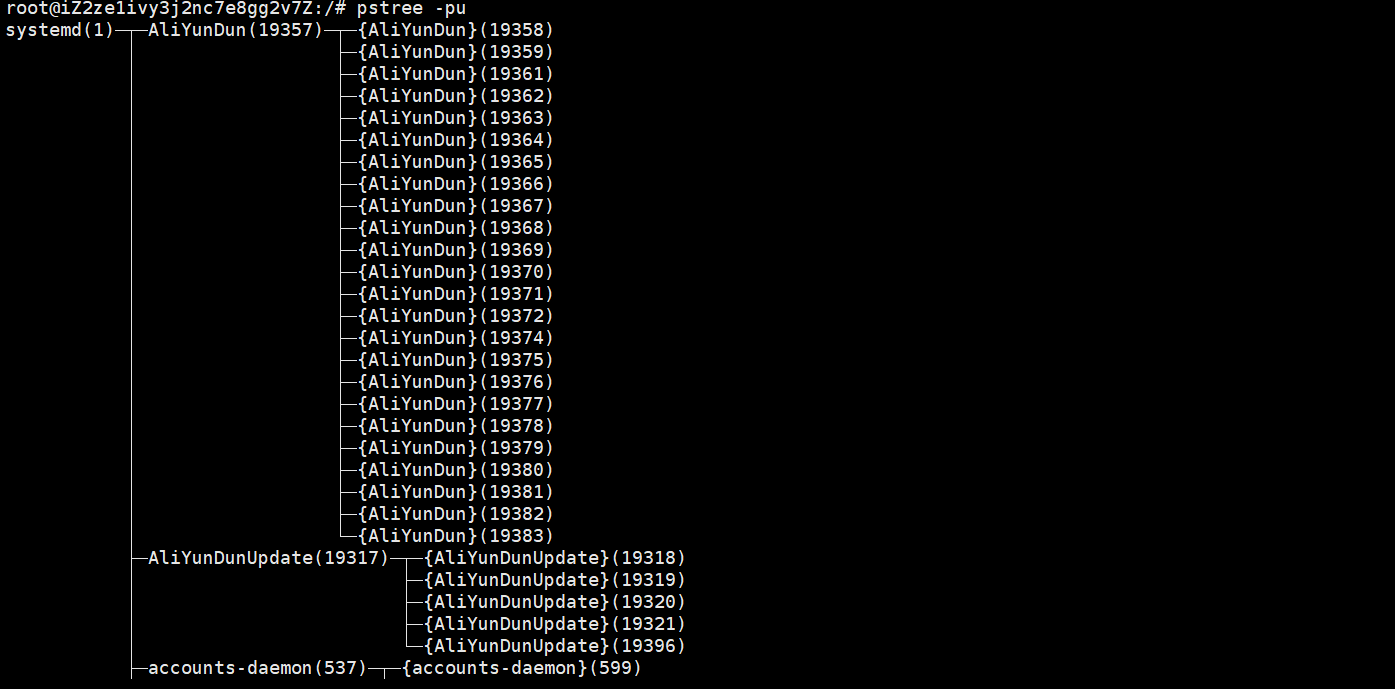 root@iZ2ze1ivy3j2nc7e8gg2v7Z:/# pstree -pu
systemd(1)─┬─AliYunDun(19357)─┬─{AliYunDun}(19358)
           │                  ├─{AliYunDun}(19359)
           │                  ├─{AliYunDun}(19361)
           │                  ├─{AliYunDun}(19362)
           │                  ├─{AliYunDun}(19363)
           │                  ├─{AliYunDun}(19364)
           │                  ├─{AliYunDun}(19365)
           │                  ├─{AliYunDun}(19366)
           │                  ├─{AliYunDun}(19367)
           │                  ├─{AliYunDun}(19368)
           │                  ├─{AliYunDun}(19369)
           │                  ├─{AliYunDun}(19370)
           │                  ├─{AliYunDun}(19371)
           │                  ├─{AliYunDun}(19372)
           │                  ├─{AliYunDun}(19374)
           │                  ├─{AliYunDun}(19375)
           │                  ├─{AliYunDun}(19376)
           │                  ├─{AliYunDun}(19377)
           │                  ├─{AliYunDun}(19378)
           │                  ├─{AliYunDun}(19379)
           │                  ├─{AliYunDun}(19380)
           │                  ├─{AliYunDun}(19381)
           │                  ├─{AliYunDun}(19382)
           │                  └─{AliYunDun}(19383)
           ├─AliYunDunUpdate(19317)─┬─{AliYunDunUpdate}(19318)
           │                        ├─{AliYunDunUpdate}(19319)
           │                        ├─{AliYunDunUpdate}(19320)
           │                        ├─{AliYunDunUpdate}(19321)
           │                        └─{AliYunDunUpdate}(19396)
           ├─accounts-daemon(537)─┬─{accounts-daemon}(599)